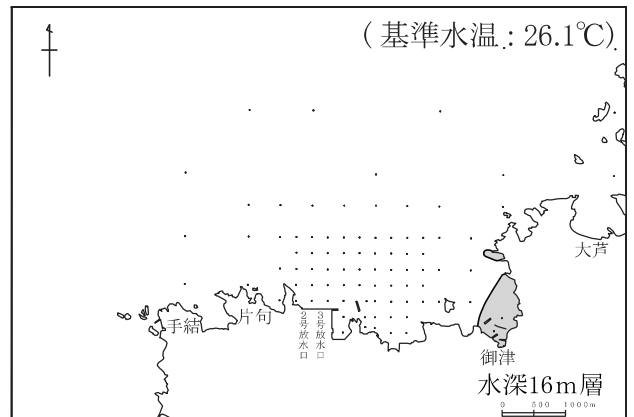 (基準水温：26.1℃)
大芦
手結
片句
2号放水口
3号放水口
御津
水深16m層
0 500 1000m